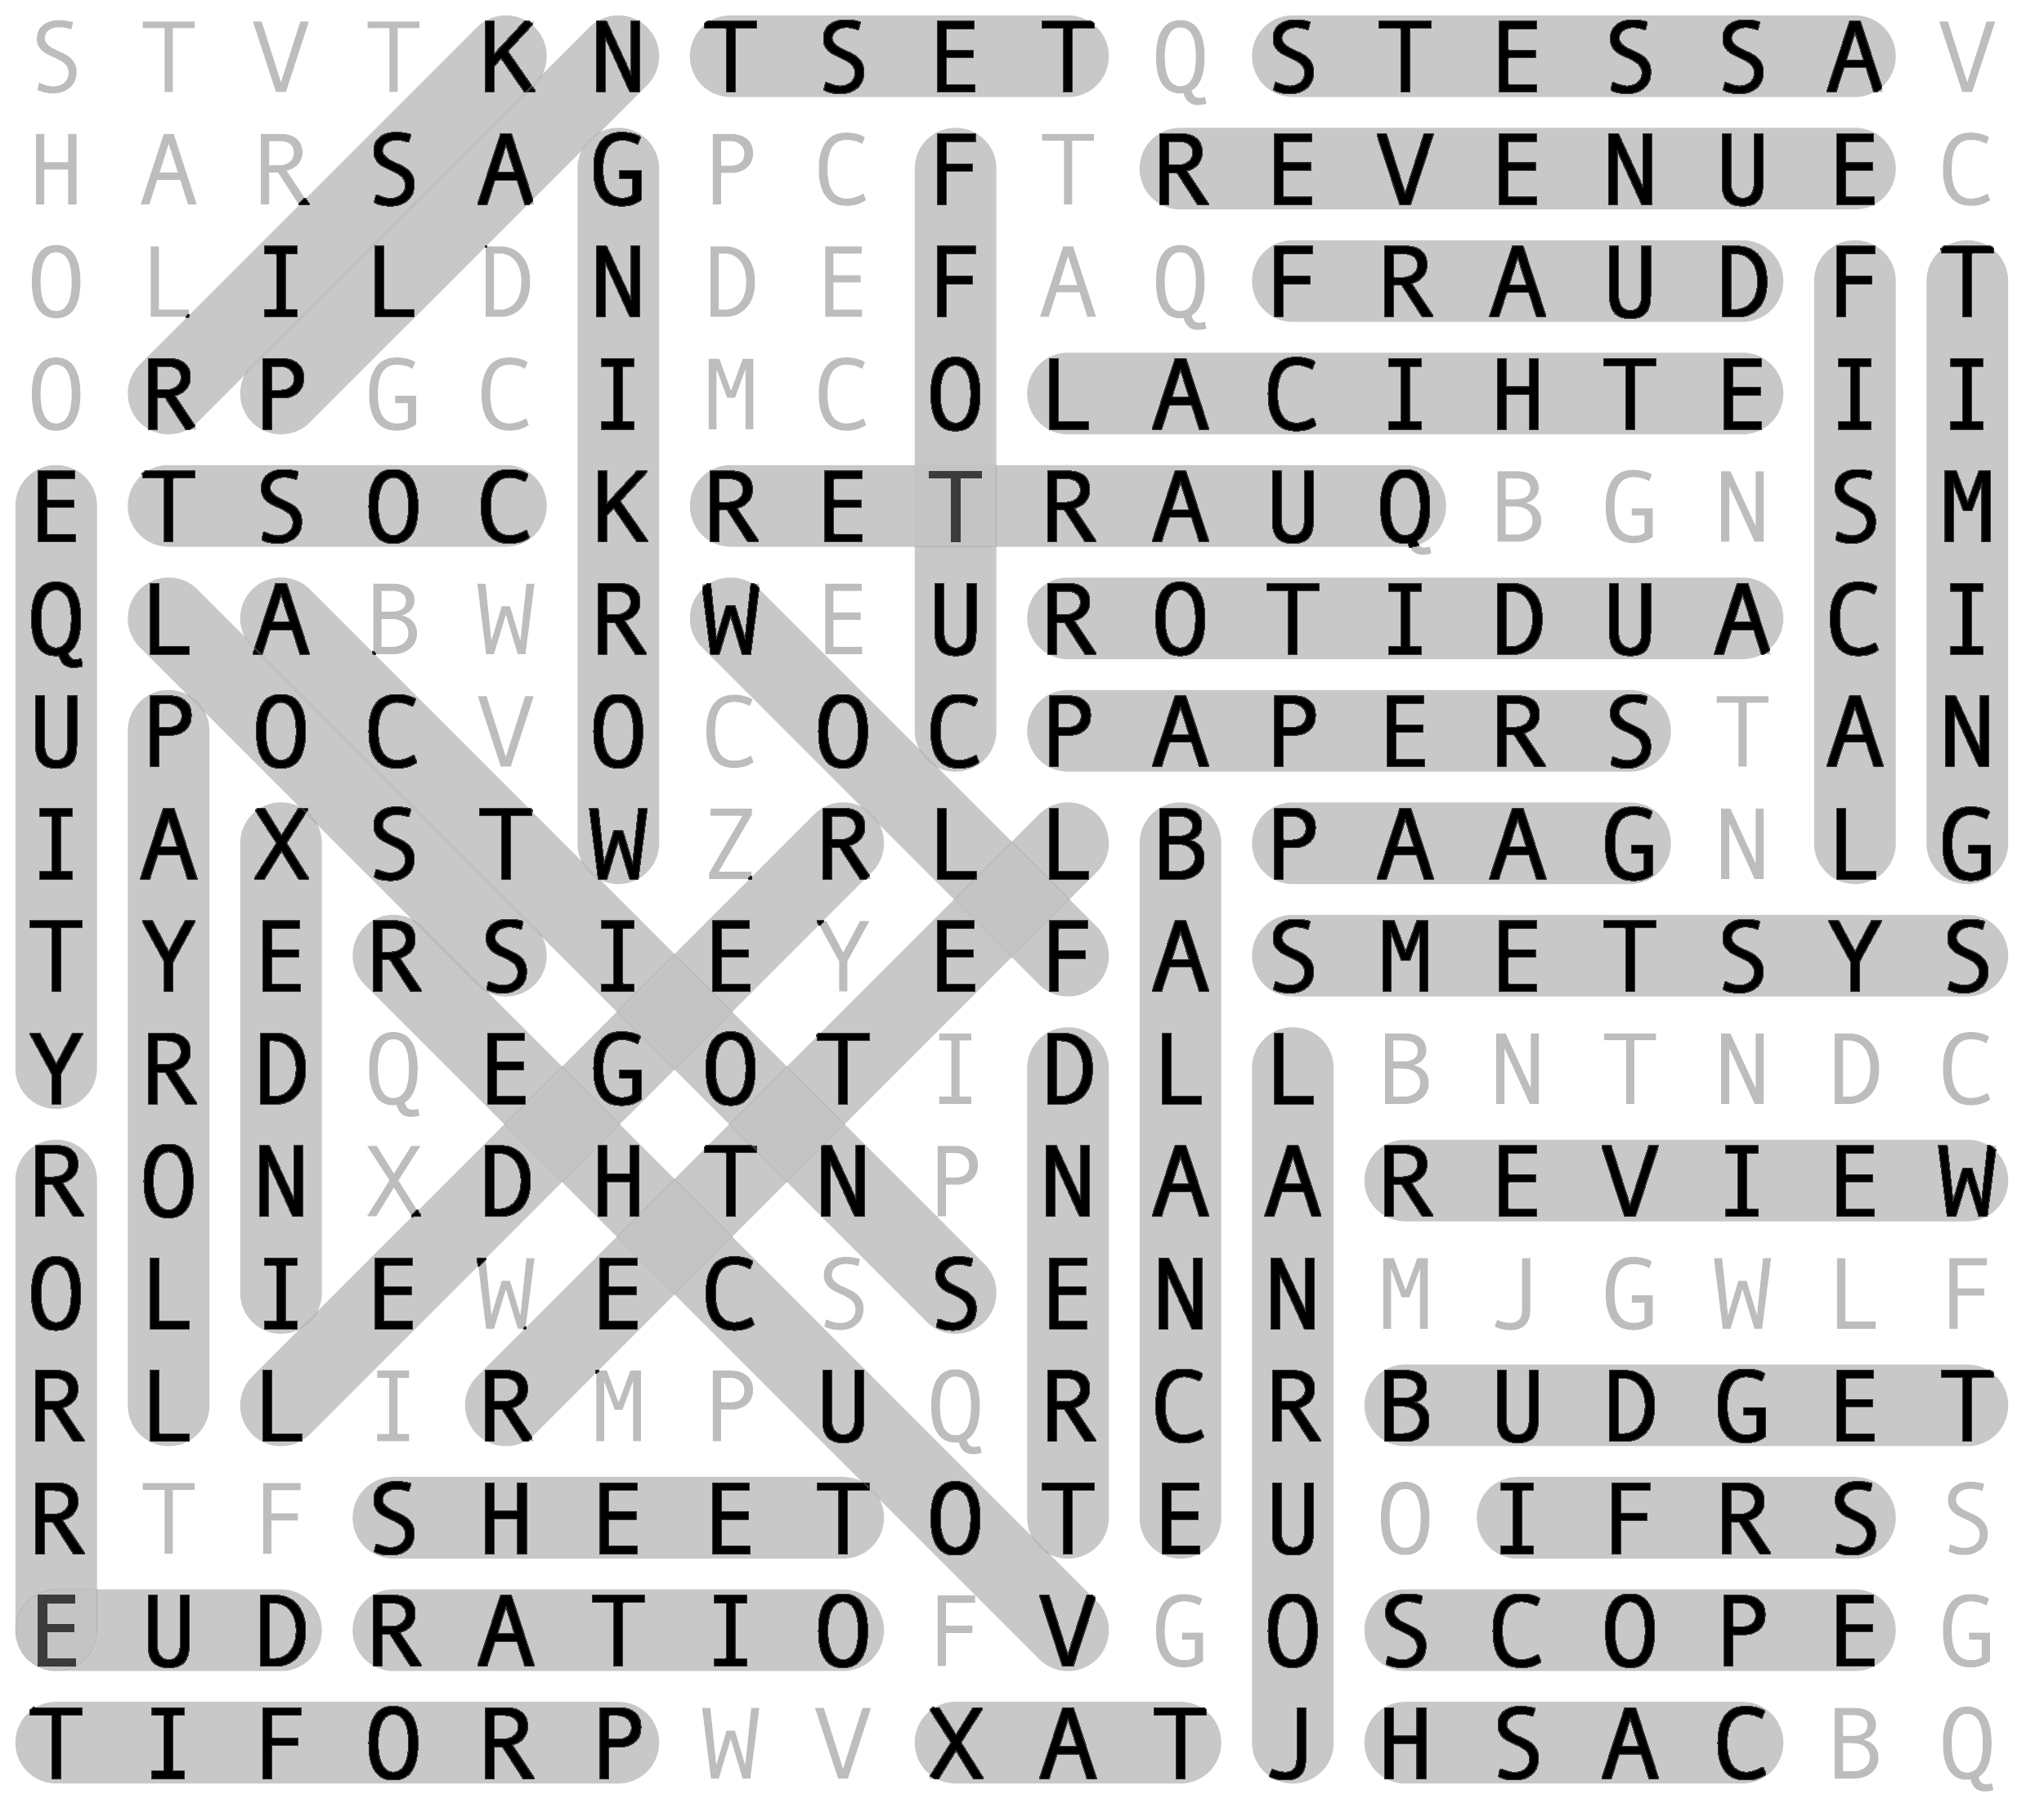 S T V T K N T S E T Q S T E S S A V
H A R S A G P C F T R E V E N U E C
O L I L D N D E F A Q F R A U D F T
O R P G C I M C O L A C I H T E I I
E T S O C K R E T R A U Q B G N S M
Q L A B W R W E U R O T I D U A C I
U P O C V O C O C P A P E R S T A N
I A X S T W Z R L L B P A A G N L G
T Y E R S I E Y E F A S M E T S Y S
Y R D Q E G O T I D L L B N T N D C
R O N X D H T N P N A A R E V I E W
O L I E W E C S S E N N M J G W L F
R L L I R M P U Q R C R B U D G E T
R T F S H E E T O T E U O I F R S S
E U D R A T I O F V G O S C O P E G
T I F O R P W V X A T J H S A C B Q